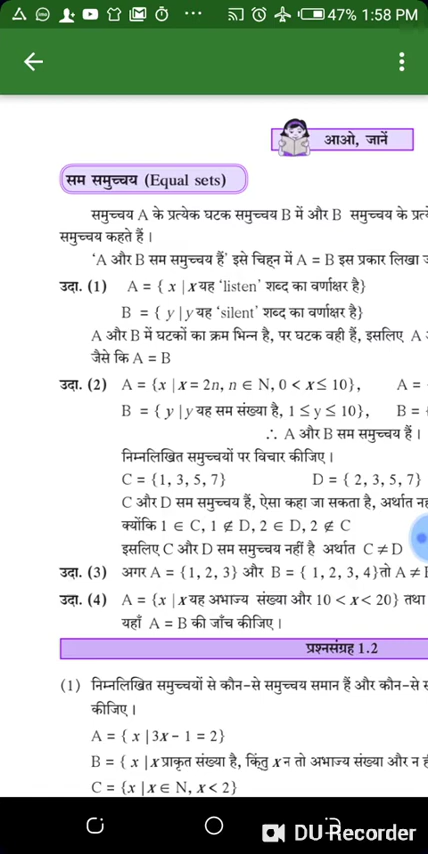 47% 1:58 PM
आओ, जानें
सम समुच्चय (Equal sets)
समुच्चय A के प्रत्येक घटक समुच्चय B में और B समुच्चय के
समुच्चय कहते हैं ।
'A और B सम समुच्चय हैं' इसे चिह्न में A = B इस प्रकार लिखा
उदा. (1) A = { x | x यह 'listen' शब्द का वर्णाक्षर है}
B = { y | y यह 'silent' शब्द का वर्णाक्षर है}
A और B में घटकों का क्रम भिन्न है, पर घटक वही हैं, इसलिए A
जैसे कि A = B
उदा. (2) A = {x | x = 2n, n ∈ N, 0 < x ≤ 10}, A =
B = { y | y यह सम संख्या है, 1 ≤ y ≤ 10}, B =
∴ A और B सम समुच्चय हैं ।
निम्नलिखित समुच्चयों पर विचार कीजिए ।
C = {1, 3, 5, 7} D = { 2, 3, 5, 7}
C और D सम समुच्चय हैं, ऐसा कहा जा सकता है, अर्थात
क्योंकि 1 ∈ C, 1 ∉ D, 2 ∈ D, 2 ∉ C
इसलिए C और D सम समुच्चय नहीं है अर्थात C ≠ D
उदा. (3) अगर A = {1, 2, 3} और B = { 1, 2, 3, 4} तो A ≠
उदा. (4) A = {x | x यह अभाज्य संख्या और 10 < x < 20} तथा
यहाँ A = B की जाँच कीजिए ।
प्रश्नसंग्रह 1.2
(1) निम्नलिखित समुच्चयों से कौन-से समुच्चय समान हैं और कौन-से
कीजिए ।
A = { x | 3x - 1 = 2}
B = { x | x प्राकृत संख्या है, किंतु x न तो अभाज्य संख्या और न
C = {x | x ∈ N, x < 2}
DU-Recorder